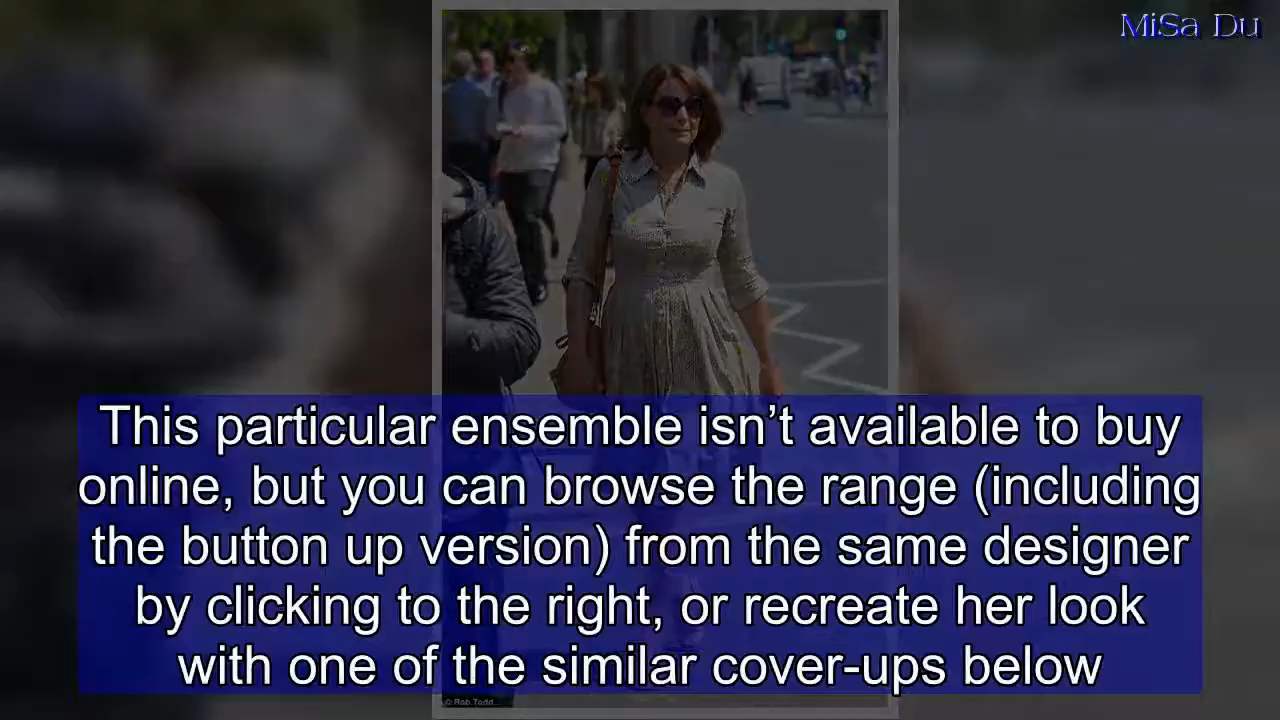 MiSa Du
This particular ensemble isn’t available to buy
online, but you can browse the range (including
the button up version) from the same designer
by clicking to the right, or recreate her look
with one of the similar cover-ups below
© Rob Todd